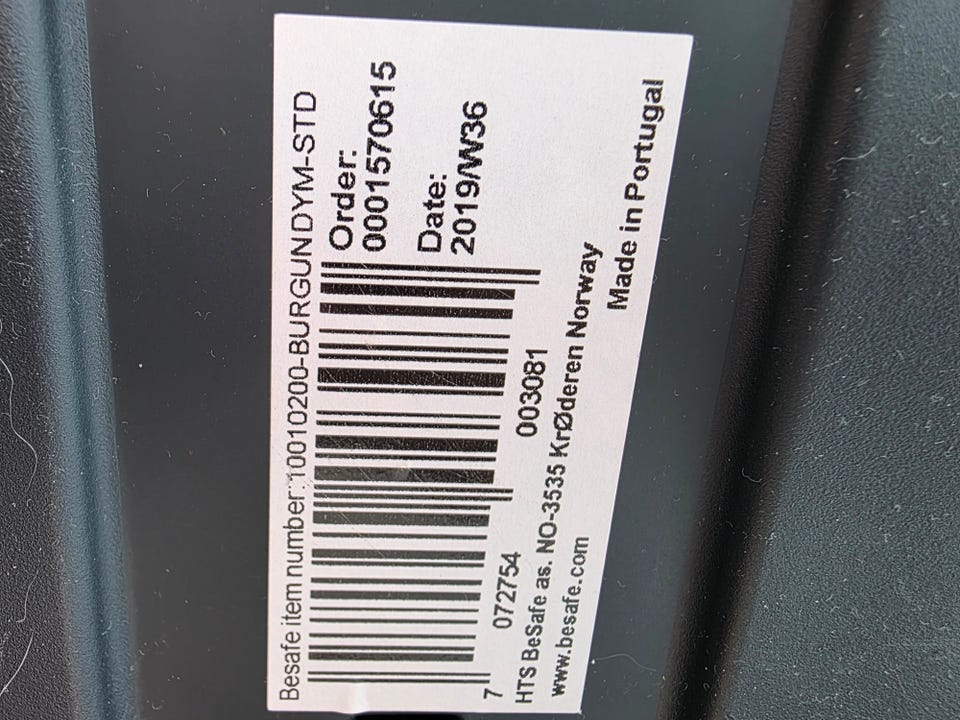 Besafe item number:10010200-BURGUNDYM-STD
Order:
0001570615
Date:
2019/W36
7 072754 003081
HTS BeSafe as. NO-3535 KrØderen Norway
www.besafe.com
Made in Portugal